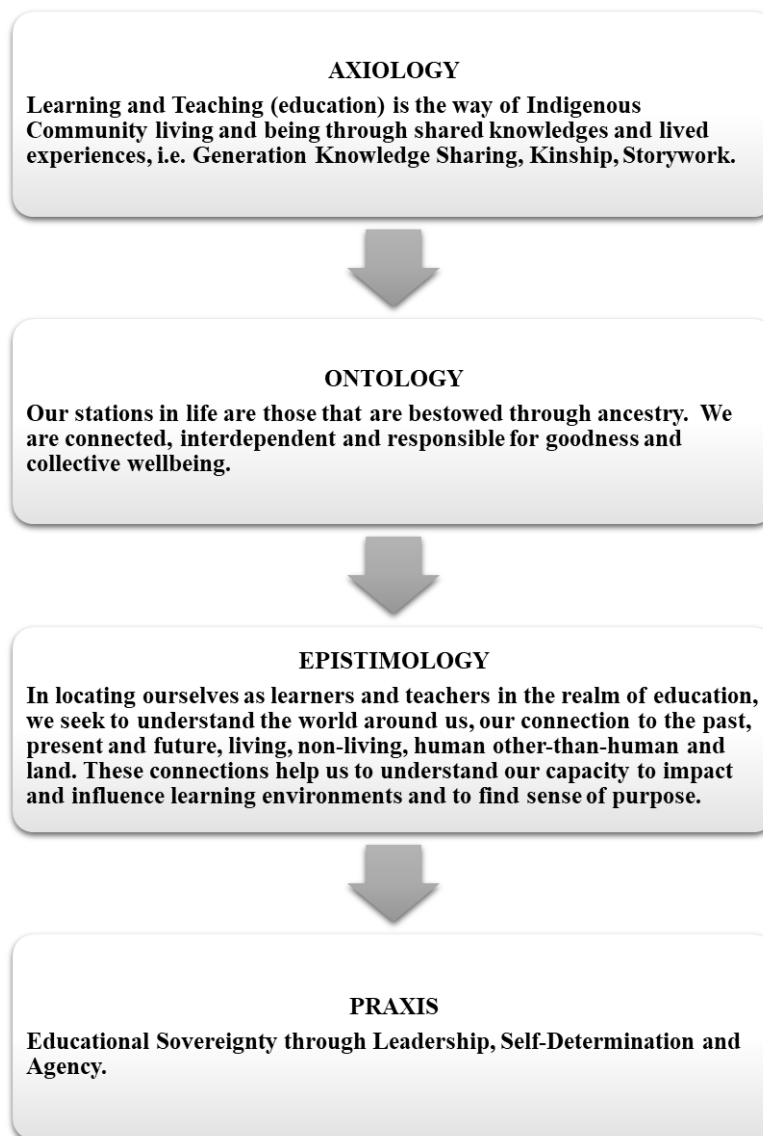 AXIOLOGY
Learning and Teaching (education) is the way of Indigenous
Community living and being through shared knowledges and lived
experiences, i.e. Generation Knowledge Sharing, Kinship, Storywork.
ONTOLOGY
Our stations in life are those that are bestowed through ancestry.  We
are connected, interdependent and responsible for goodness and
collective wellbeing.
EPISTIMOLOGY
In locating ourselves as learners and teachers in the realm of education,
we seek to understand the world around us, our connection to the past,
present and future, living, non-living, human other-than-human and
land. These connections help us to understand our capacity to impact
and influence learning environments and to find sense of purpose.
PRAXIS
Educational Sovereignty through Leadership, Self-Determination and
Agency.